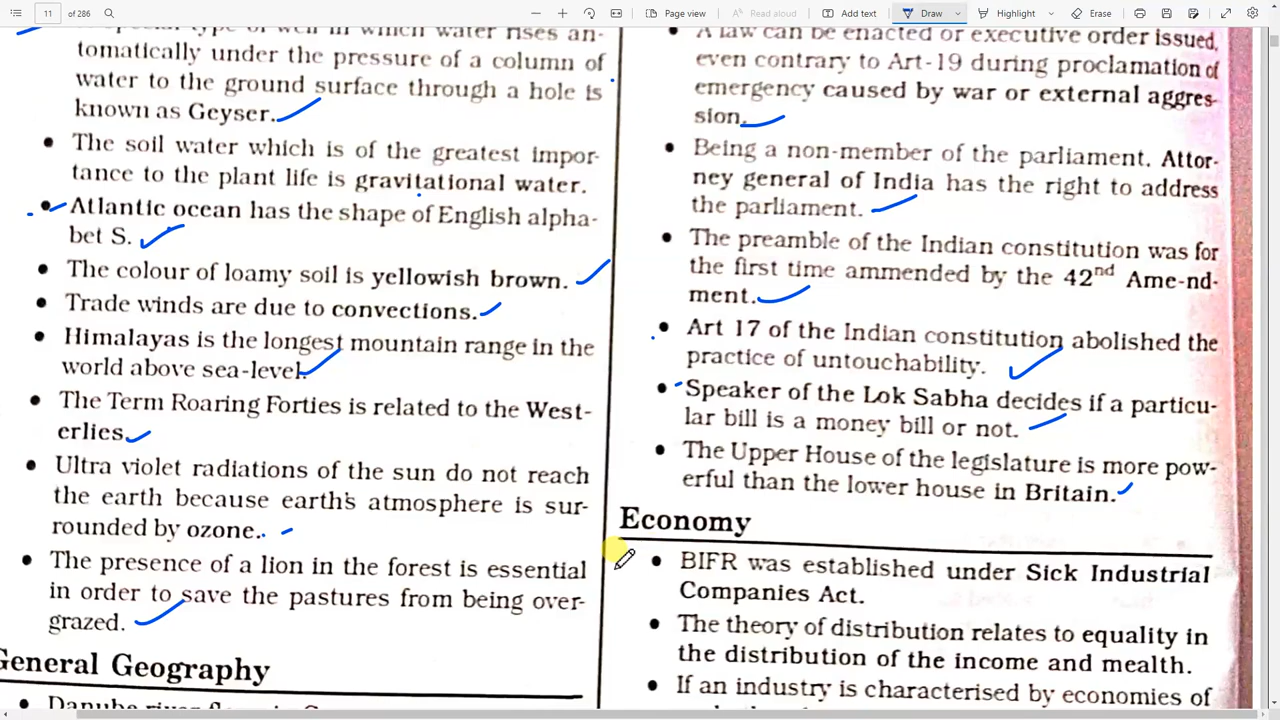 11 of 286
Page view
Read aloud
Add text
Draw
Highlight
Erase
type of well in which water rises an-
tomatically under the pressure of a column of
water to the ground surface through a hole is
known as Geyser.
The soil water which is of the greatest impor-
tance to the plant life is gravitational water.
Atlantic ocean has the shape of English alpha-
bet S.
The colour of loamy soil is yellowish brown.
Trade winds are due to convections.
Himalayas is the longest mountain range in the
world above sea-level.
The Term Roaring Forties is related to the West-
erlies.
Ultra violet radiations of the sun do not reach
the earth because earth's atmosphere is sur-
rounded by ozone.
The presence of a lion in the forest is essential
in order to save the pastures from being over-
grazed.
General Geography
Danube river
A law can be enacted or executive order issued,
even contrary to Art-19 during proclamation of
emergency caused by war or external aggres-
sion.
Being a non-member of the parliament, Attor-
ney general of India has the right to address
the parliament.
The preamble of the Indian constitution was for
the first time ammended by the 42nd Ame-nd-
ment.
Art 17 of the Indian constitution abolished the
practice of untouchability.
Speaker of the Lok Sabha decides if a particu-
lar bill is a money bill or not.
The Upper House of the legislature is more pow-
erful than the lower house in Britain.
Economy
BIFR was established under Sick Industrial
Companies Act.
The theory of distribution relates to equality in
the distribution of the income and mealth.
If an industry is characterised by economies of